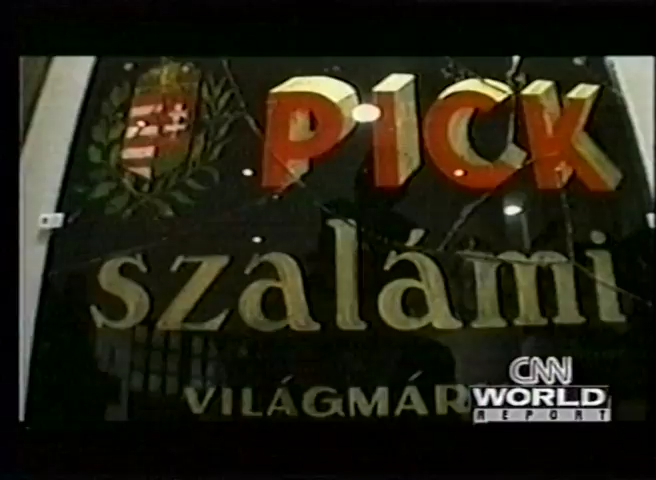 PICK
szalámi
VILÁGMÁR
CNN
WORLD
REPORT